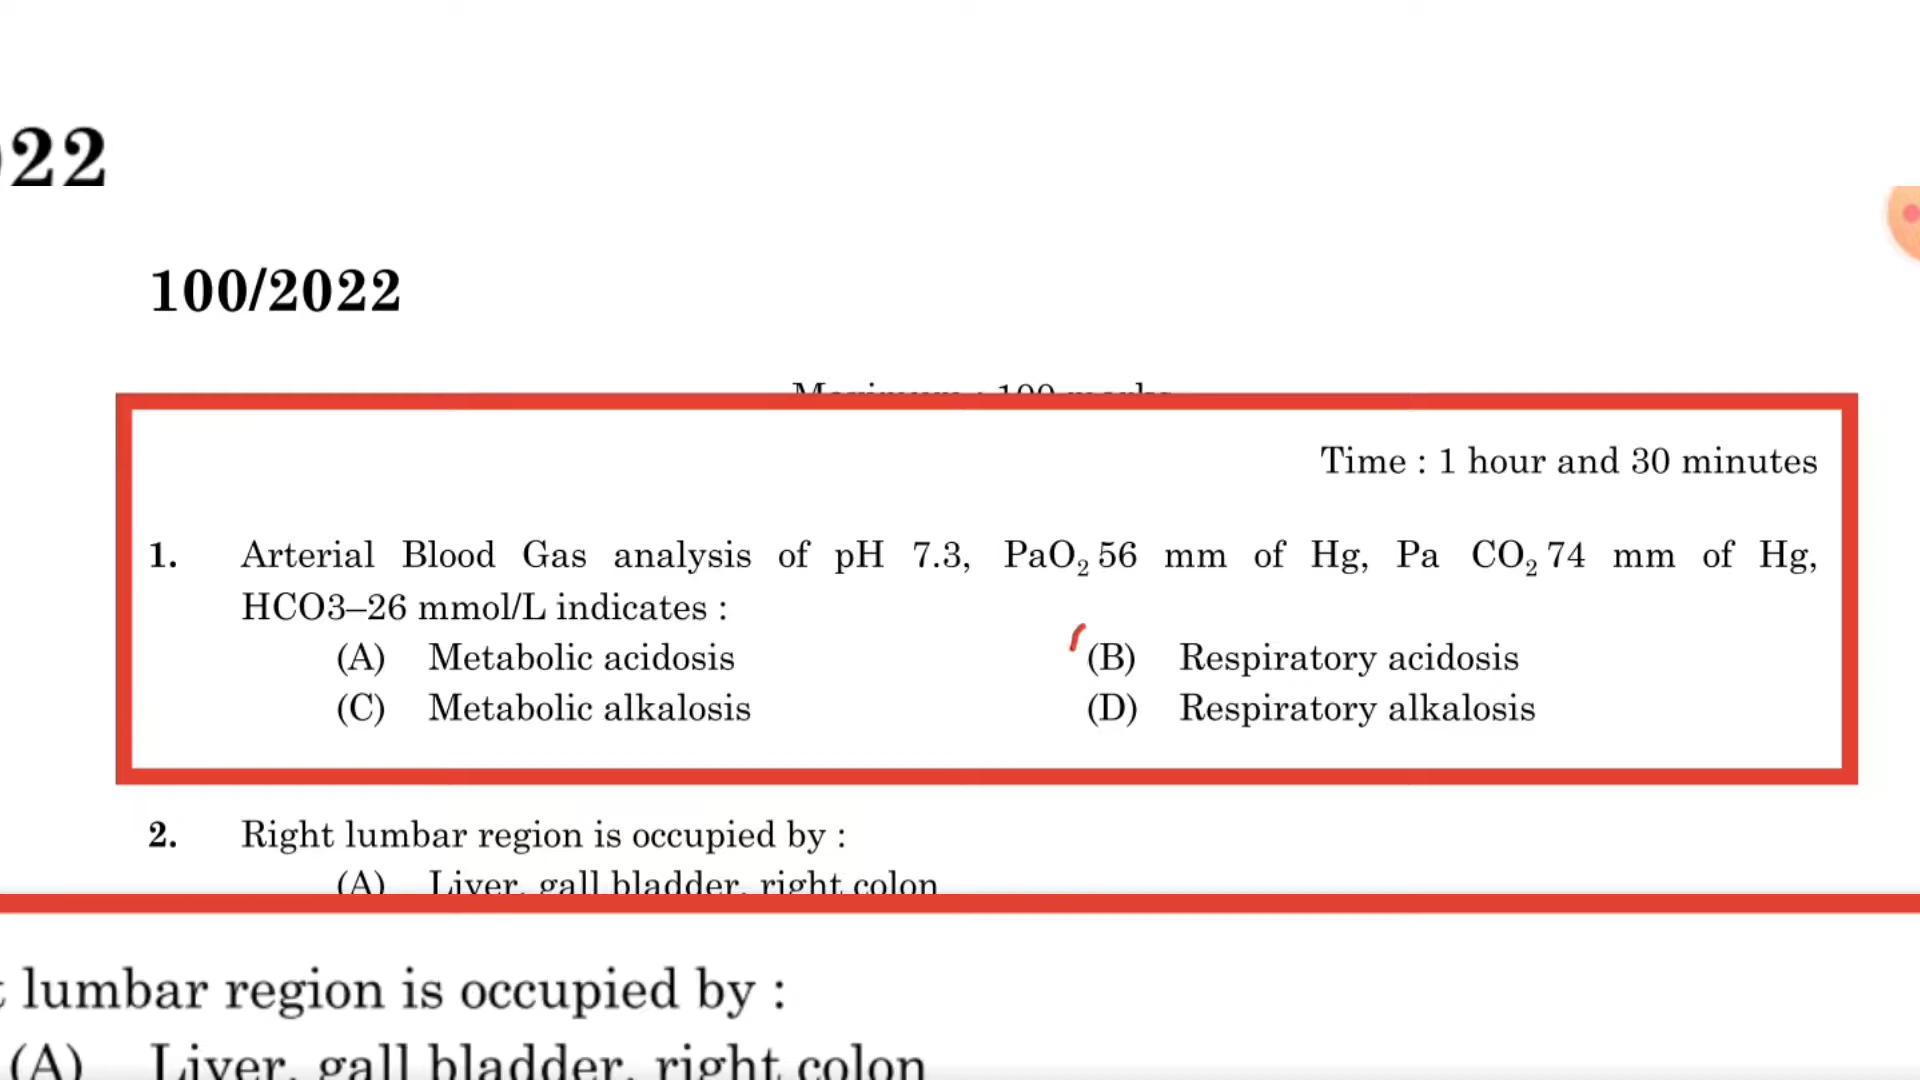 22
100/2022
Maximum : 100 marks
Time : 1 hour and 30 minutes
1. Arterial Blood Gas analysis of pH 7.3, PaO₂ 56 mm of Hg, Pa CO₂ 74 mm of Hg,
HCO3–26 mmol/L indicates :
(A) Metabolic acidosis (B) Respiratory acidosis
(C) Metabolic alkalosis (D) Respiratory alkalosis
2. Right lumbar region is occupied by :
(A) Liver, gall bladder, right colon
lumbar region is occupied by :
(A) Liver, gall bladder, right colon